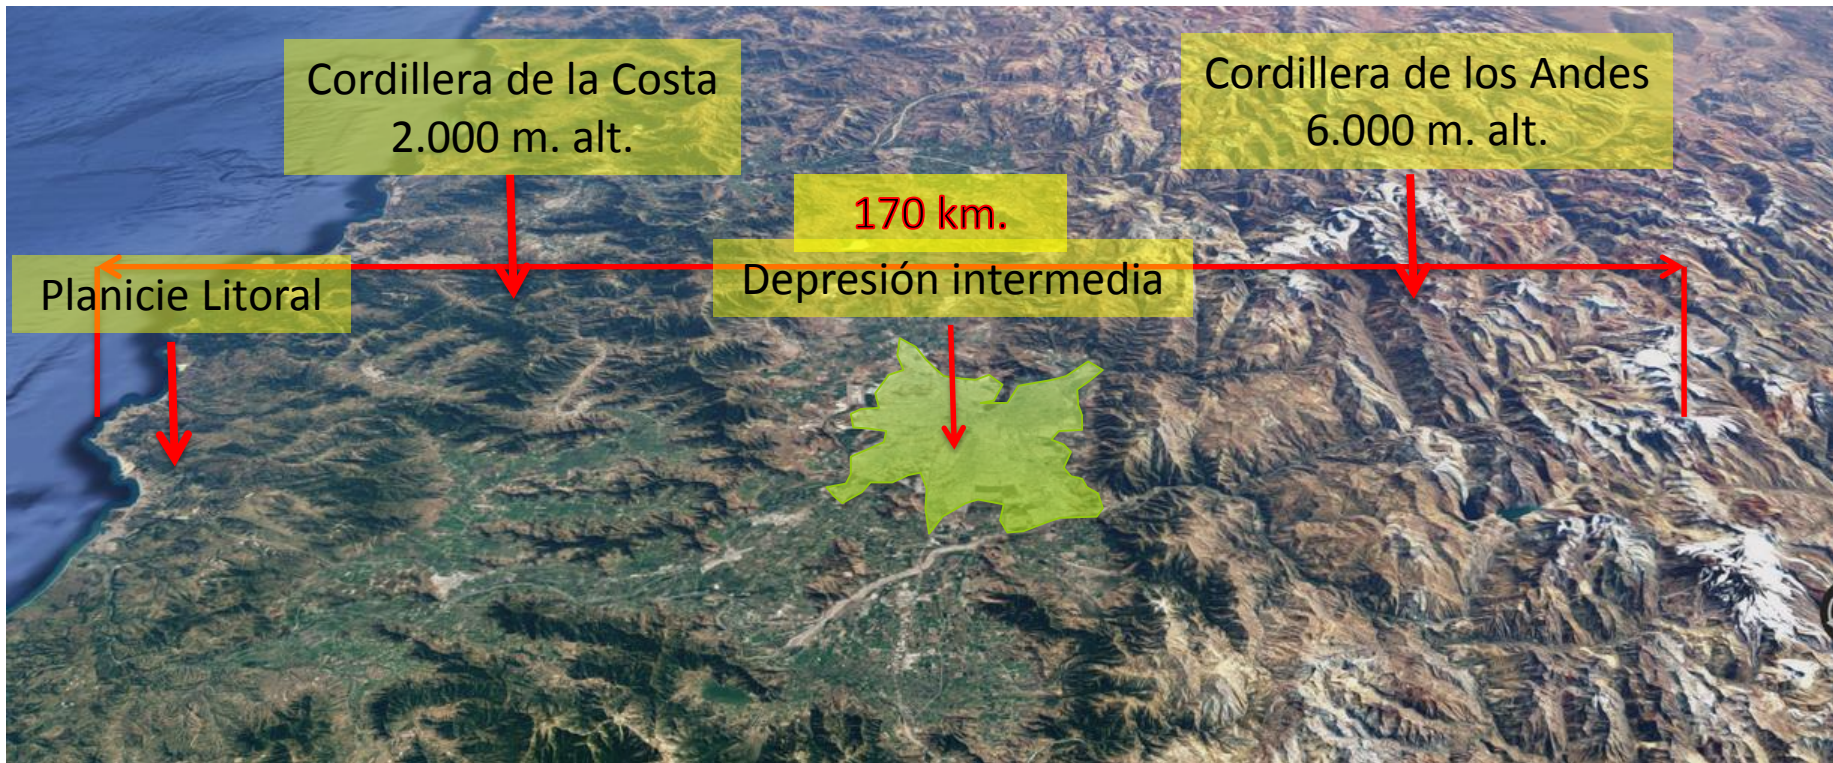 Cordillera de la Costa
2.000 m. alt.
Cordillera de los Andes
6.000 m. alt.
170 km.
Planicie Litoral
Depresión intermedia